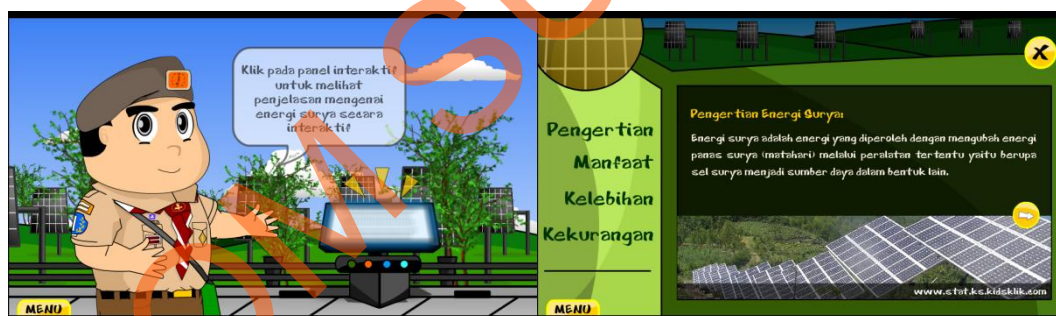 Klik pada panel interaktif
untuk melihat
penjelasan mengenai
energi surya secara
interaktif
MENU
Pengertian
Manfaat
Kelebihan
Kekurangan
MENU
X
Pengertian Energi Surya:
Energi surya adalah energi yang diperoleh dengan mengubah energi
panas surya (matahari) melalui peralatan tertentu yaitu berupa
sel surya menjadi sumber daya dalam bentuk lain.
www.stat.ks.kidsklik.com